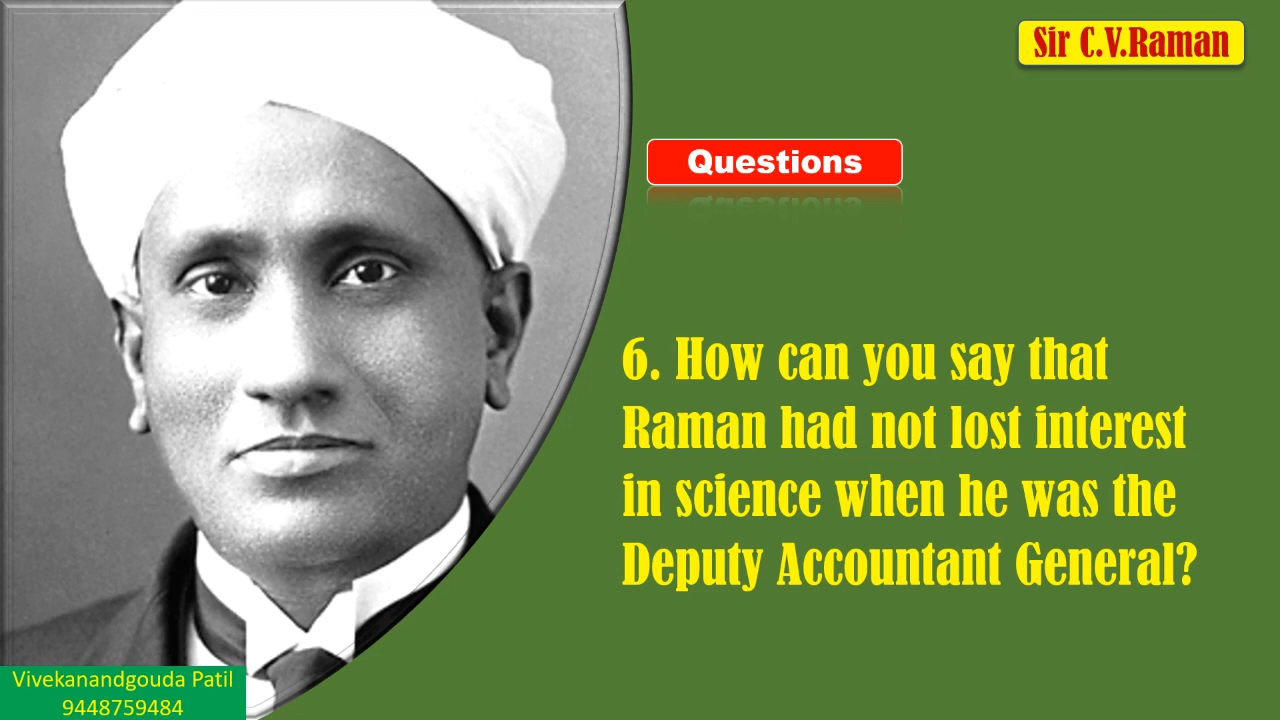 Sir C.V.Raman
Questions
6. How can you say that
Raman had not lost interest
in science when he was the
Deputy Accountant General?
Vivekanandgouda Patil
9448759484